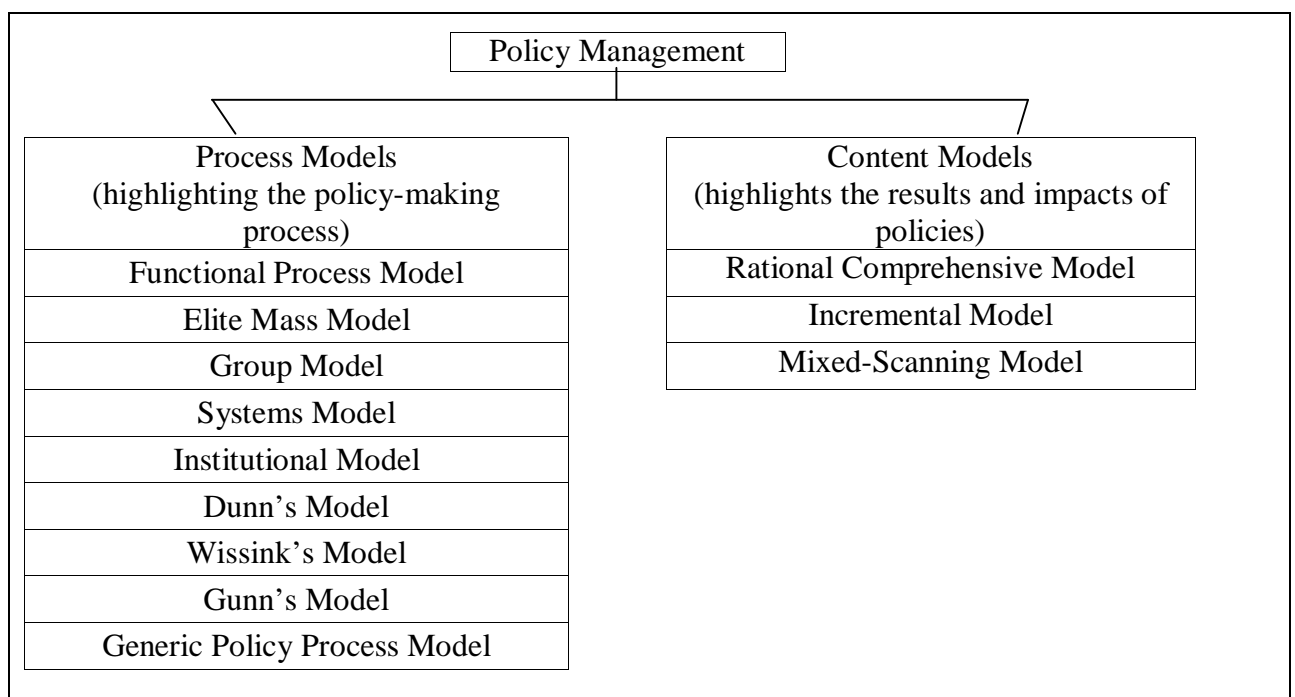 Policy Management
Process Models
(highlighting the policy-making
process)
Functional Process Model
Elite Mass Model
Group Model
Systems Model
Institutional Model
Dunn’s Model
Wissink’s Model
Gunn’s Model
Generic Policy Process Model
Content Models
(highlights the results and impacts of
policies)
Rational Comprehensive Model
Incremental Model
Mixed-Scanning Model